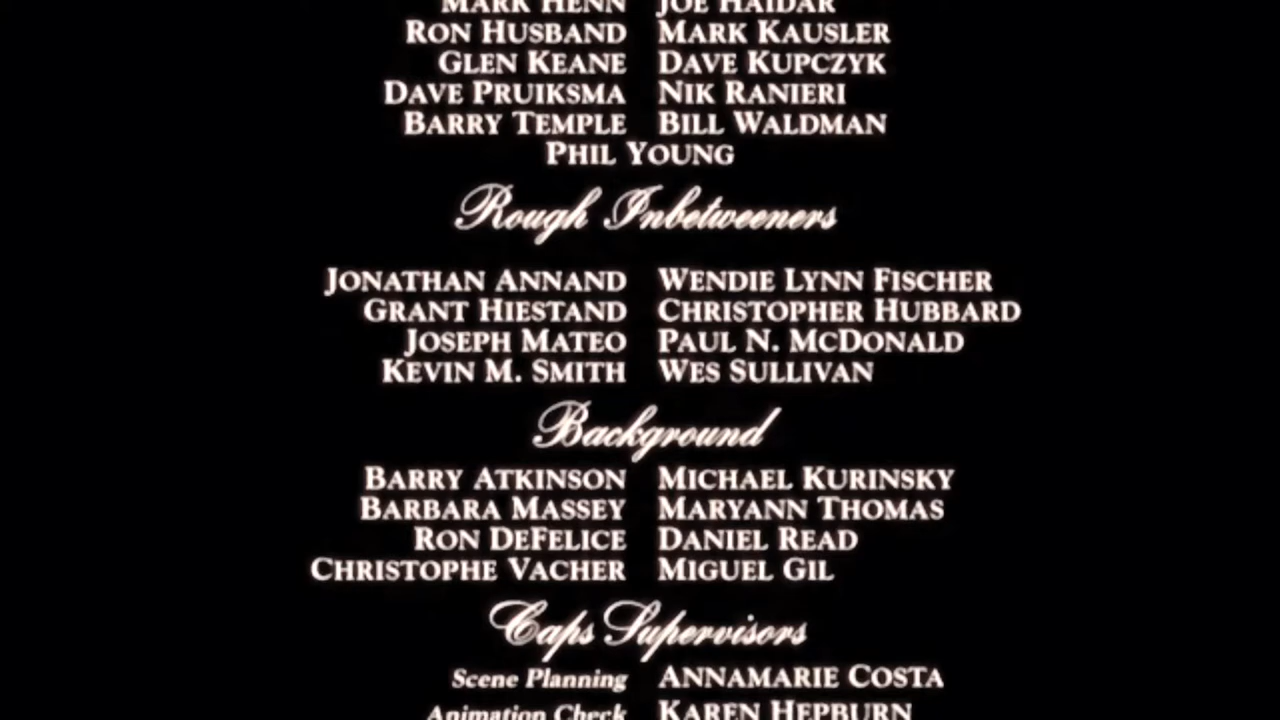 MARK HENN JOE HAIDAR
RON HUSBAND MARK KAUSLER
GLEN KEANE DAVE KUPCZYK
DAVE PRUIKSMA NIK RANIERI
BARRY TEMPLE BILL WALDMAN
PHIL YOUNG
Rough Inbetweeners
JONATHAN ANNAND WENDIE LYNN FISCHER
GRANT HIESTAND CHRISTOPHER HUBBARD
JOSEPH MATEO PAUL N. MCDONALD
KEVIN M. SMITH WES SULLIVAN
Background
BARRY ATKINSON MICHAEL KURINSKY
BARBARA MASSEY MARYANN THOMAS
RON DEFELICE DANIEL READ
CHRISTOPHE VACHER MIGUEL GIL
Caps Supervisors
Scene Planning ANNAMARIE COSTA
Animation Check KAREN HEPBURN